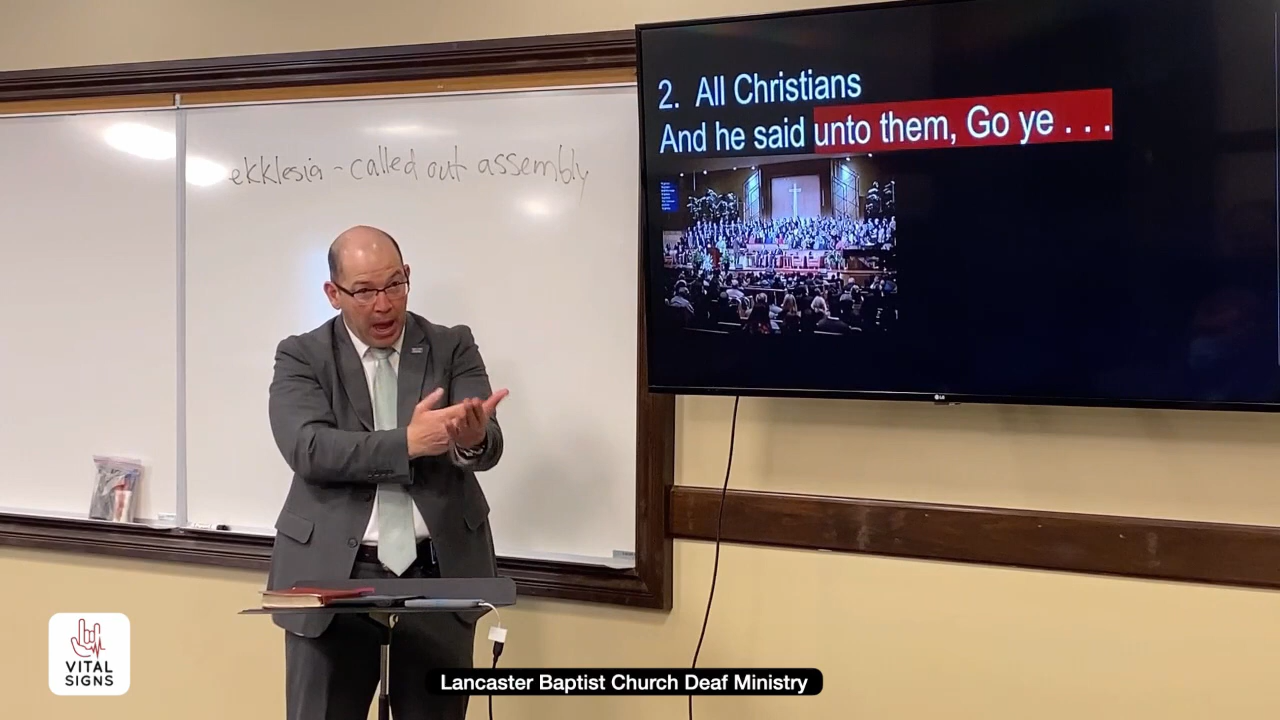 2. All Christians
And he said unto them, Go ye . . .
ekklesia - called out assembly
LG
VITAL
SIGNS
Lancaster Baptist Church Deaf Ministry